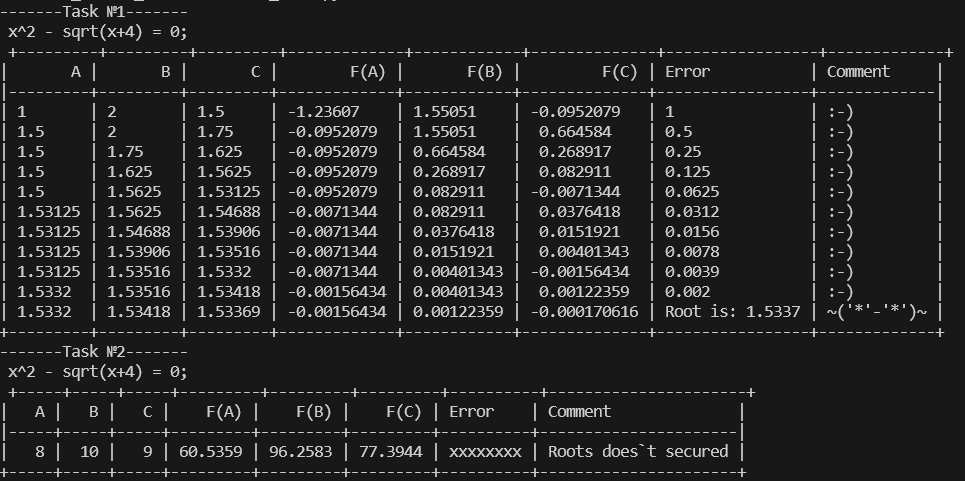 -------Task №1-------
x^2 - sqrt(x+4) = 0;
+---------+---------+---------+------------+------------+-------------+----------------+-----------+
|       A |       B |       C |       F(A) |       F(B) |        F(C) | Error          | Comment   |
|---------+---------+---------+------------+------------+-------------+----------------+-----------|
| 1       | 2       | 1.5     | -1.23607   | 1.55051    | -0.0952079  | 1              | :-)       |
| 1.5     | 2       | 1.75    | -0.0952079 | 1.55051    | 0.664584    | 0.5            | :-)       |
| 1.5     | 1.75    | 1.625   | -0.0952079 | 0.664584   | 0.268917    | 0.25           | :-)       |
| 1.5     | 1.625   | 1.5625  | -0.0952079 | 0.268917   | 0.082911    | 0.125          | :-)       |
| 1.5     | 1.5625  | 1.53125 | -0.0952079 | 0.082911   | -0.0071344  | 0.0625         | :-)       |
| 1.53125 | 1.5625  | 1.54688 | -0.0071344 | 0.082911   | 0.0376418   | 0.0312         | :-)       |
| 1.53125 | 1.54688 | 1.53906 | -0.0071344 | 0.0376418  | 0.0151921   | 0.0156         | :-)       |
| 1.53125 | 1.53906 | 1.53516 | -0.0071344 | 0.0151921  | 0.00401343  | 0.0078         | :-)       |
| 1.53125 | 1.53516 | 1.5332  | -0.0071344 | 0.00401343 | -0.00156434 | 0.0039         | :-)       |
| 1.5332  | 1.53516 | 1.53418 | -0.00156434 | 0.00401343 | 0.00122359 | 0.002          | :-)       |
| 1.5332  | 1.53418 | 1.53369 | -0.00156434 | 0.00122359 | -0.000170616 | Root is: 1.5337 | ~('*'-'*')~ |
+---------+---------+---------+------------+------------+-------------+----------------+-----------+
-------Task №2-------
x^2 - sqrt(x+4) = 0;
+-----+-----+-----+---------+---------+---------+----------+----------------------+
|   A |   B |   C |    F(A) |    F(B) |    F(C) | Error    | Comment              |
|-----+-----+-----+---------+---------+---------+----------+----------------------|
|   8 |  10 |   9 | 60.5359 | 96.2583 | 77.3944 | xxxxxxxx | Roots does`t secured |
+-----+-----+-----+---------+---------+---------+----------+----------------------+